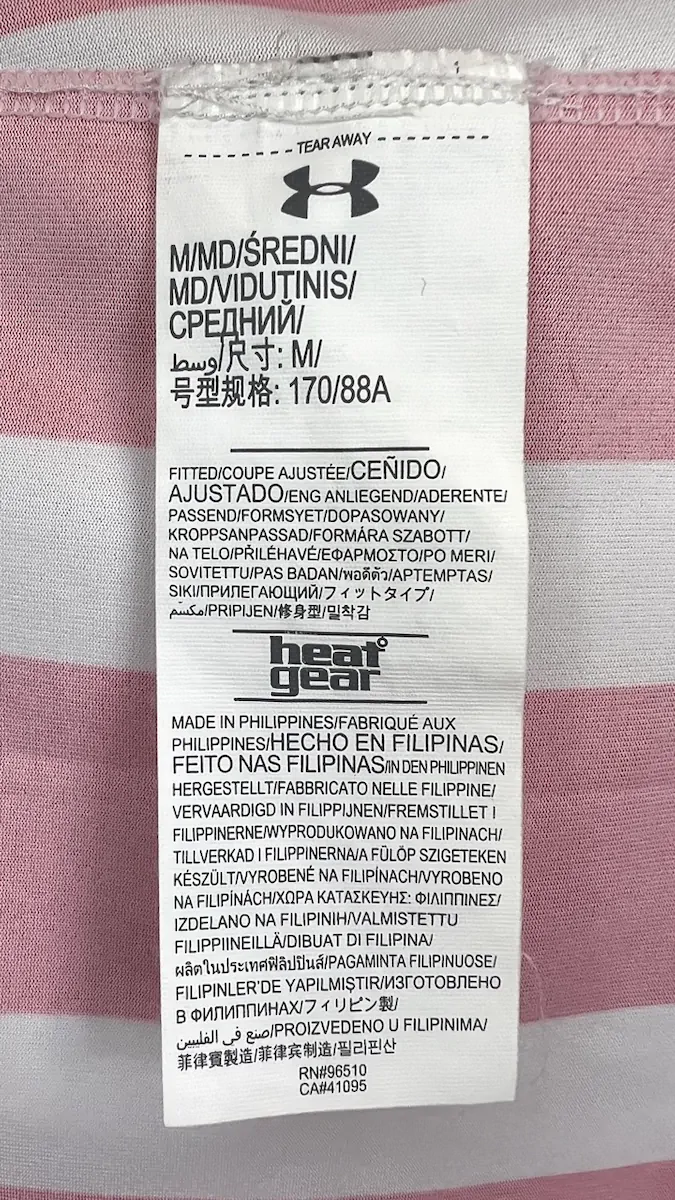 TEAR AWAY
M/MD/ŚREDNI/
MD/VIDUTINIS/
СРЕДНИЙ/
وسط/尺寸: M/
号型规格: 170/88A
FITTED/COUPE AJUSTÉE/CEÑIDO/
AJUSTADO/ENG ANLIEGEND/ADERENTE/
PASSEND/FORMSYET/DOPASOWANY/
KROPPSANPASSAD/FORMÁRA SZABOTT/
NA TELO/PŘILÉHAVÉ/ΕΦΑΡΜΟΣΤΟ/PO MERI/
SOVITETTU/PAS BADAN/พอดีตัว/APTEMPTAS/
SIKI/ПРИЛЕГАЮЩИЙ/フィットタイプ/
مكسّم/PRIPIJEN/修身型/밀착감
heat
gear
MADE IN PHILIPPINES/FABRIQUÉ AUX
PHILIPPINES/HECHO EN FILIPINAS/
FEITO NAS FILIPINAS/IN DEN PHILIPPINEN
HERGESTELLT/FABBRICATO NELLE FILIPPINE/
VERVAARDIGD IN FILIPPIJNEN/FREMSTILLET I
FILIPPINERNE/WYPRODUKOWANO NA FILIPINACH/
TILLVERKAD I FILIPPINERNA/A FÜLÖP SZIGETEKEN
KÉSZÜLT/VYROBENÉ NA FILIPÍNACH/VYROBENO
NA FILIPÍNÁCH/ΧΩΡΑ ΚΑΤΑΣΚΕΥΗΣ: ΦΙΛΙΠΠΙΝΕΣ/
IZDELANO NA FILIPINIH/VALMISTETTU
FILIPPIINEILLÄ/DIBUAT DI FILIPINA/
ผลิตในประเทศฟิลิปปินส์/PAGAMINTA FILIPINUOSE/
FILIPINLER'DE YAPILMIŞTIR/ИЗГОТОВЛЕНО
В ФИЛИППИНАХ/フィリピン製/
صنع في الفلبيين/PROIZVEDENO U FILIPINIMA/
菲律賓製造/菲律宾制造/필리핀산
RN#96510
CA#41095